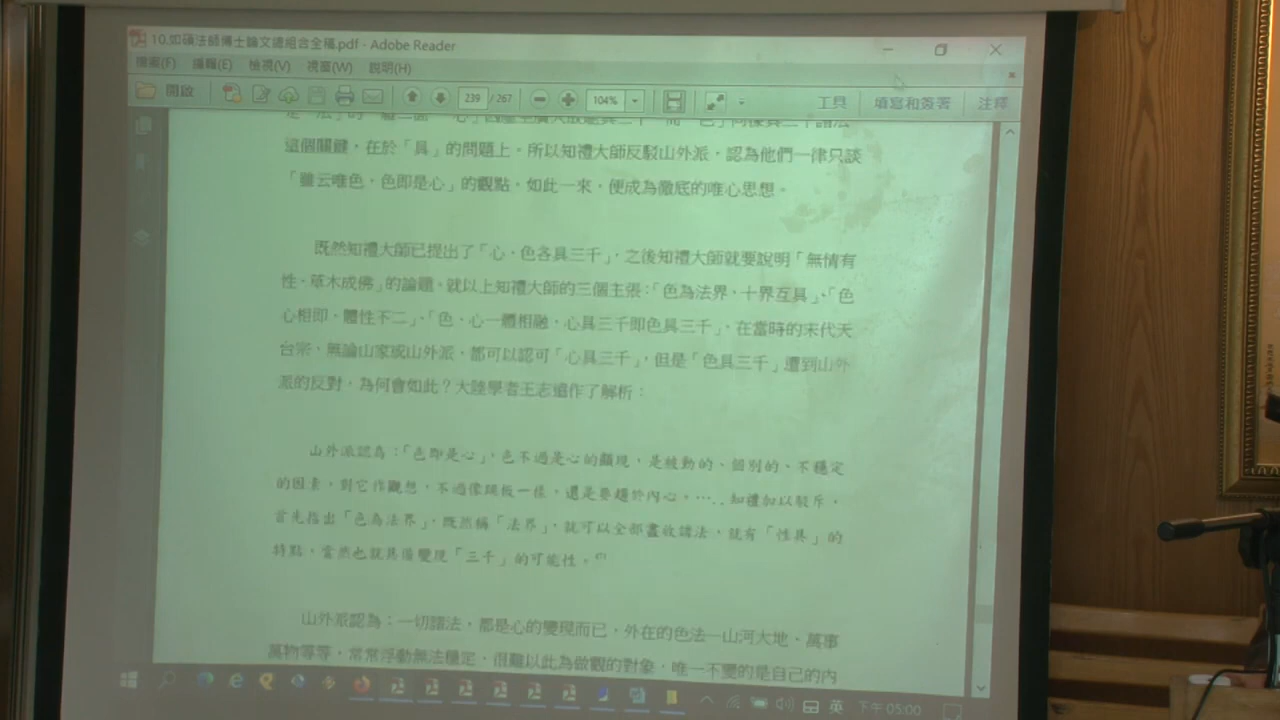 10.如碩法師博士論文總組合全稿.pdf - Adobe Reader
檔案(F) 編輯(E) 檢視(V) 視窗(W) 說明(H)
開啟 239 / 267 104% 工具 填寫和簽署 注釋
這個關鍵，在於「具」的問題上。所以知禮大師反駁山外派，認為他們一律只談
「雖云唯色，色即是心」的觀點，如此一來，便成為徹底的唯心思想。
既然知禮大師已提出了「心、色各具三千」，之後知禮大師就要說明「無情有
性、草木成佛」的論題。就以上知禮大師的三個主張：「色為法界、十界互具」、「色
心相即、體性不二」、「色、心一體相融，心具三千即色具三千」，在當時的宋代天
台宗，無論山家或山外派，都可以認可「心具三千」，但是「色具三千」遭到山外
派的反對，為何會如此？大陸學者王志遠作了解析：
山外派認為：「色即是心」、色不過是心的顯現，是被動的、個別的、不穩定
的因素，對它作觀想，不過像跳板一樣，還是要趨於內心。…..知禮加以駁斥，
首先指出「色為法界」，既然稱「法界」，就可以全部盡收諸法，就有「性具」的
特點，當然也就具備變現「三千」的可能性。
山外派認為：一切諸法，都是心的變現而已，外在的色法—山河大地、萬事
萬物等等，常常浮動無法穩定，很難以此為做觀的對象，唯一不變的是自己的內
英 下午 05:00